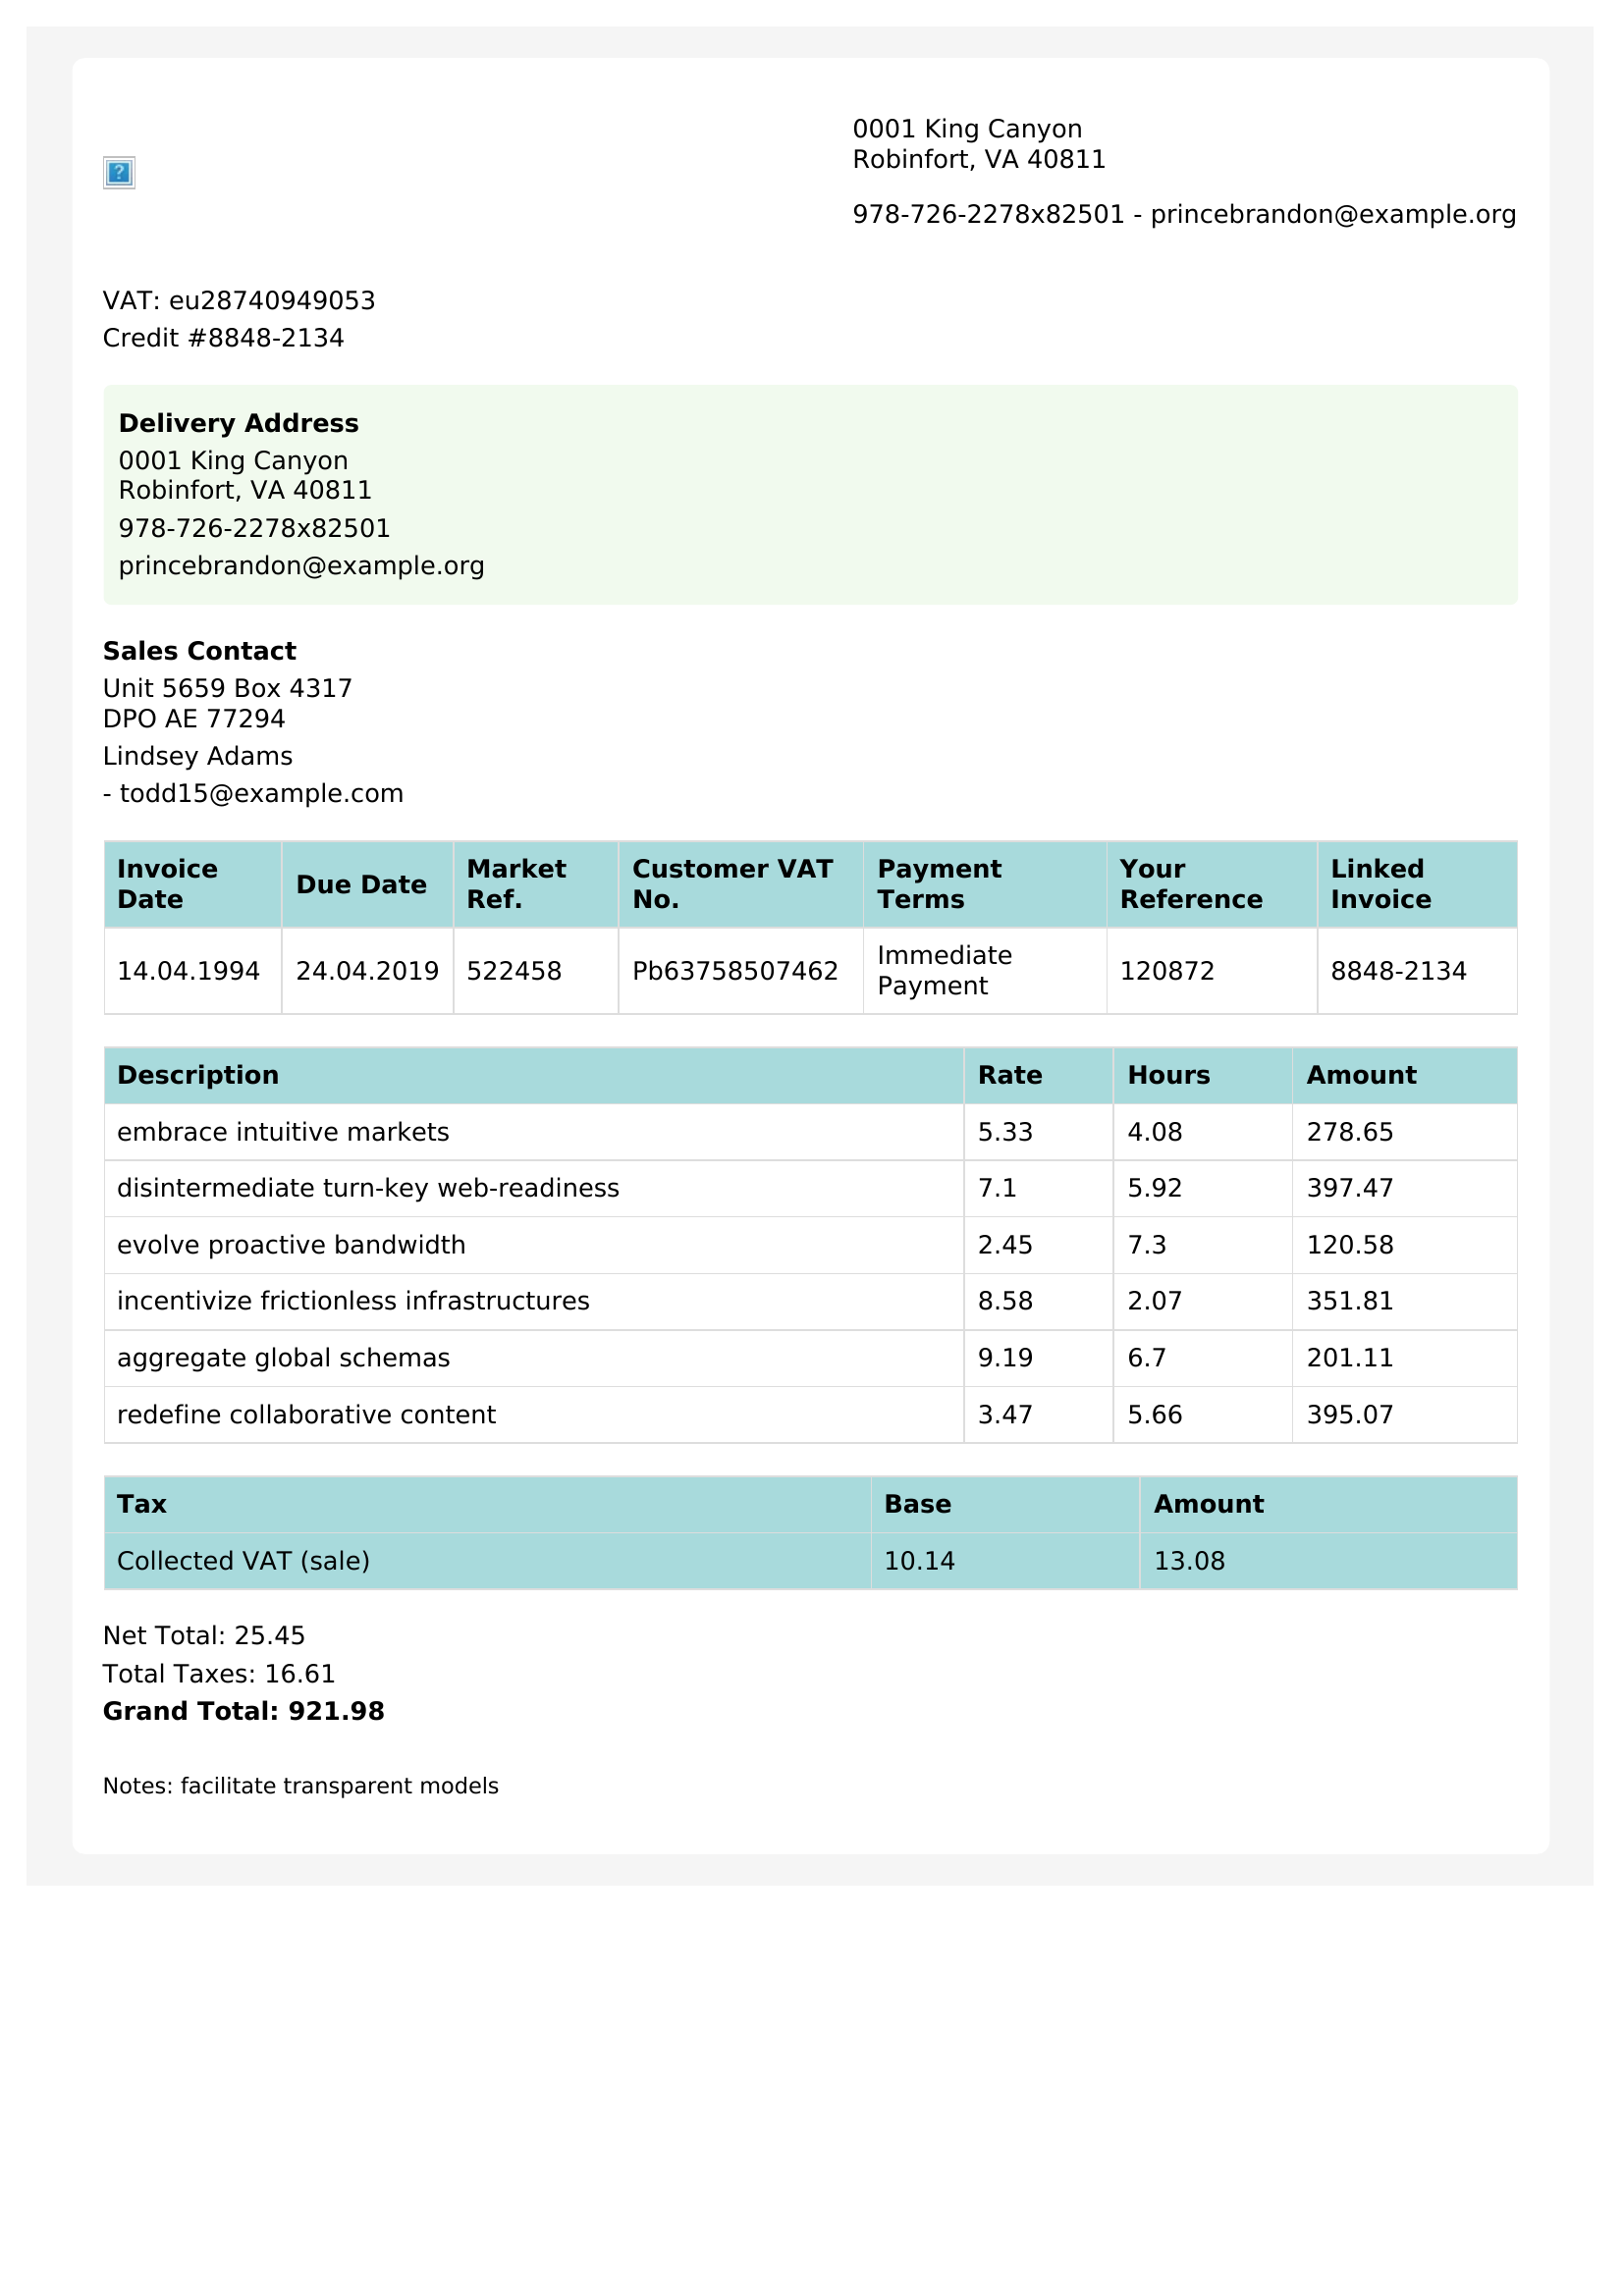 0001 King Canyon
Robinfort, VA 40811
978-726-2278x82501 - princebrandon@example.org
VAT: eu28740949053
Credit #8848-2134
Delivery Address
0001 King Canyon
Robinfort, VA 40811
978-726-2278x82501
princebrandon@example.org
Sales Contact
Unit 5659 Box 4317
DPO AE 77294
Lindsey Adams
- todd15@example.com
Invoice Date Due Date Market Ref. Customer VAT No. Payment Terms Your Reference Linked Invoice
14.04.1994 24.04.2019 522458 Pb63758507462 Immediate Payment 120872 8848-2134
Description Rate Hours Amount
embrace intuitive markets 5.33 4.08 278.65
disintermediate turn-key web-readiness 7.1 5.92 397.47
evolve proactive bandwidth 2.45 7.3 120.58
incentivize frictionless infrastructures 8.58 2.07 351.81
aggregate global schemas 9.19 6.7 201.11
redefine collaborative content 3.47 5.66 395.07
Tax Base Amount
Collected VAT (sale) 10.14 13.08
Net Total: 25.45
Total Taxes: 16.61
Grand Total: 921.98
Notes: facilitate transparent models